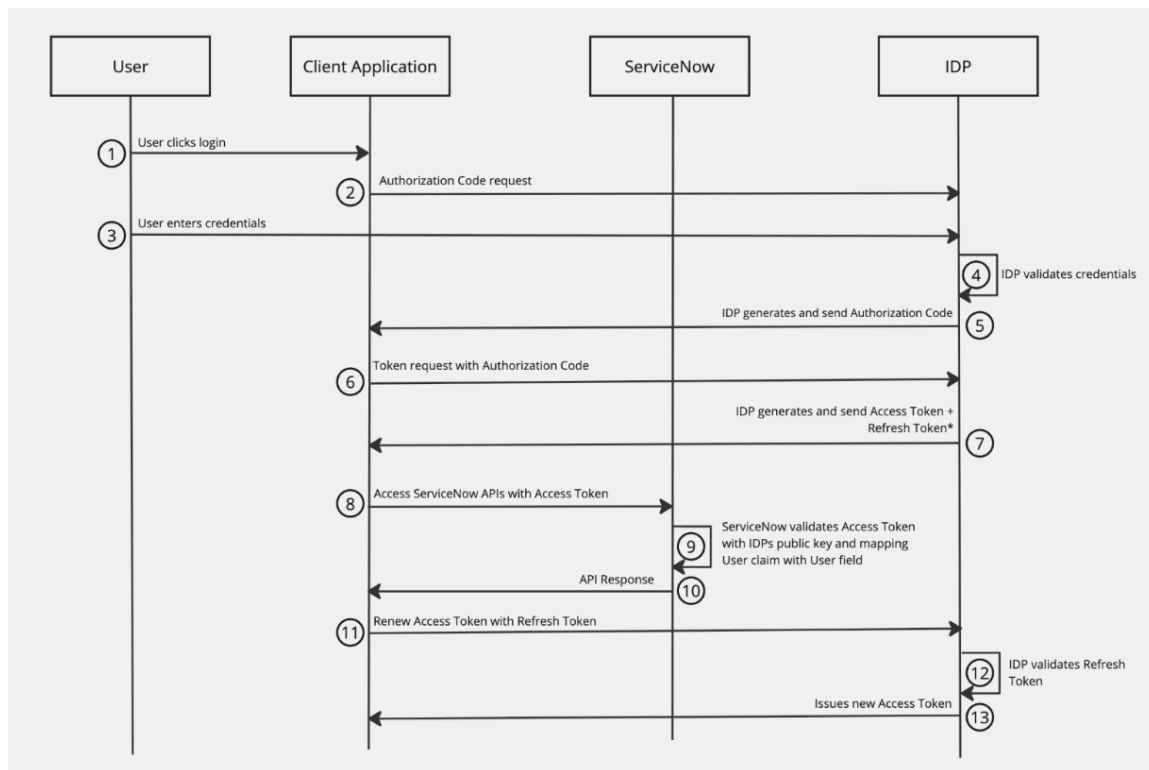 User
Client Application
ServiceNow
IDP
User clicks login
1
Authorization Code request
2
User enters credentials
3
4
IDP validates credentials
IDP generates and send Authorization Code
5
Token request with Authorization Code
6
IDP generates and send Access Token +
Refresh Token*
7
Access ServiceNow APIs with Access Token
8
ServiceNow validates Access Token
with IDPs public key and mapping
User claim with User field
9
API Response
10
Renew Access Token with Refresh Token
11
IDP validates Refresh
Token
12
Issues new Access Token
13